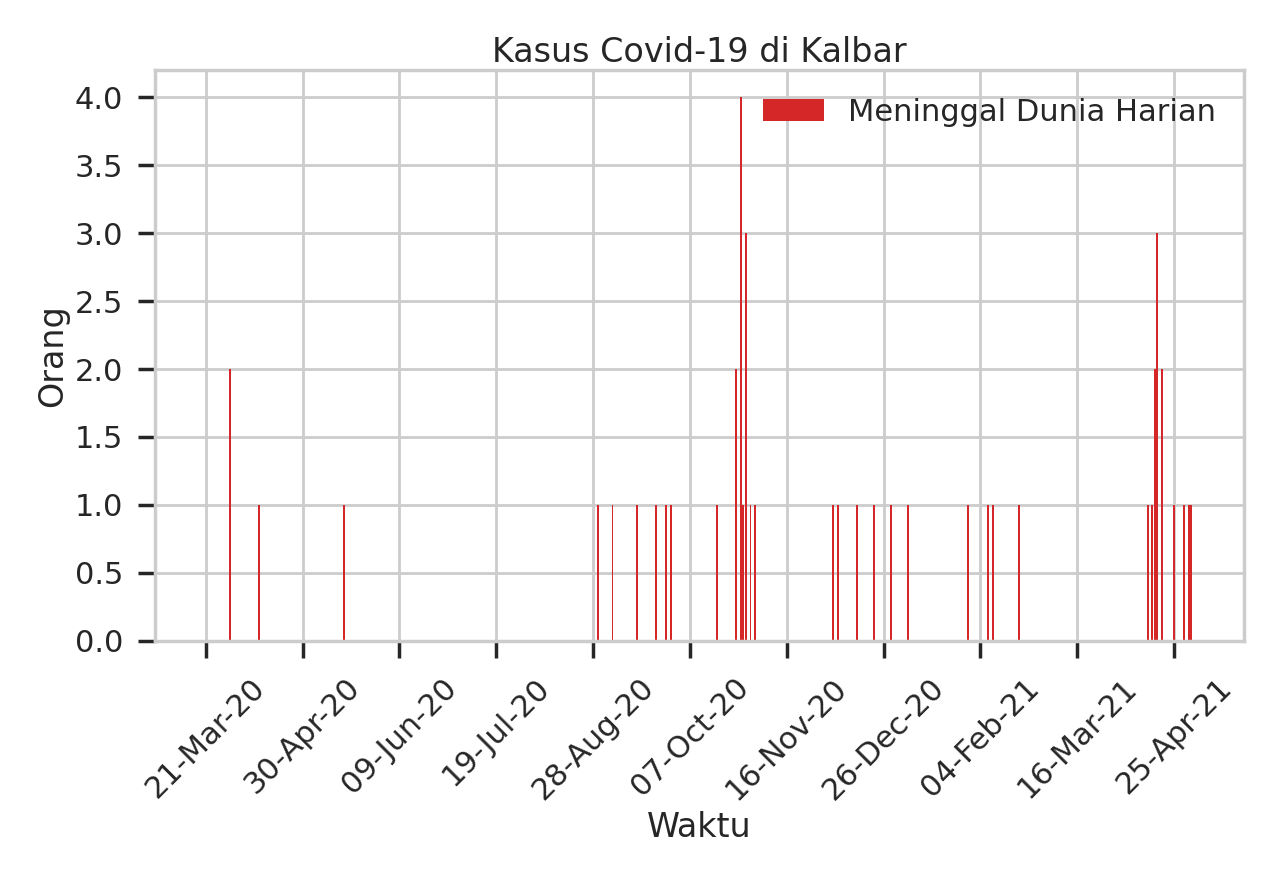 Kasus Covid-19 di Kalbar
Meninggal Dunia Harian
4.0
3.5
3.0
2.5
2.0
1.5
1.0
0.5
0.0
Orang
21-Mar-20
30-Apr-20
09-Jun-20
19-Jul-20
28-Aug-20
07-Oct-20
16-Nov-20
26-Dec-20
04-Feb-21
16-Mar-21
25-Apr-21
Waktu